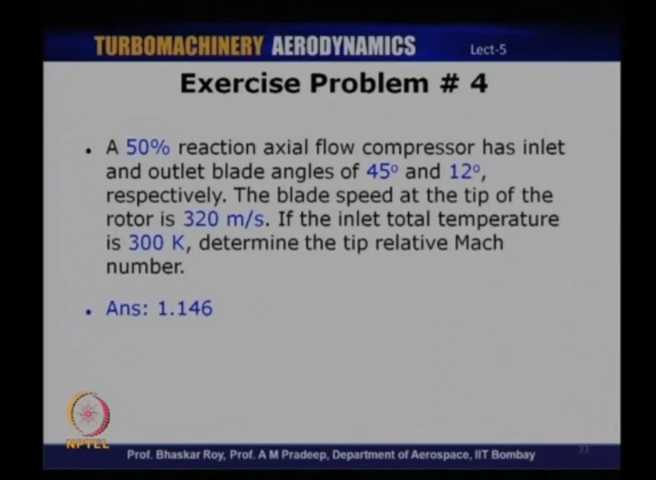 TURBOMACHINERY AERODYNAMICS Lect-5
Exercise Problem # 4
• A 50% reaction axial flow compressor has inlet
and outlet blade angles of 45o and 12o,
respectively. The blade speed at the tip of the
rotor is 320 m/s. If the inlet total temperature
is 300 K, determine the tip relative Mach
number.
• Ans: 1.146
NPTEL
Prof. Bhaskar Roy, Prof. A M Pradeep, Department of Aerospace, IIT Bombay